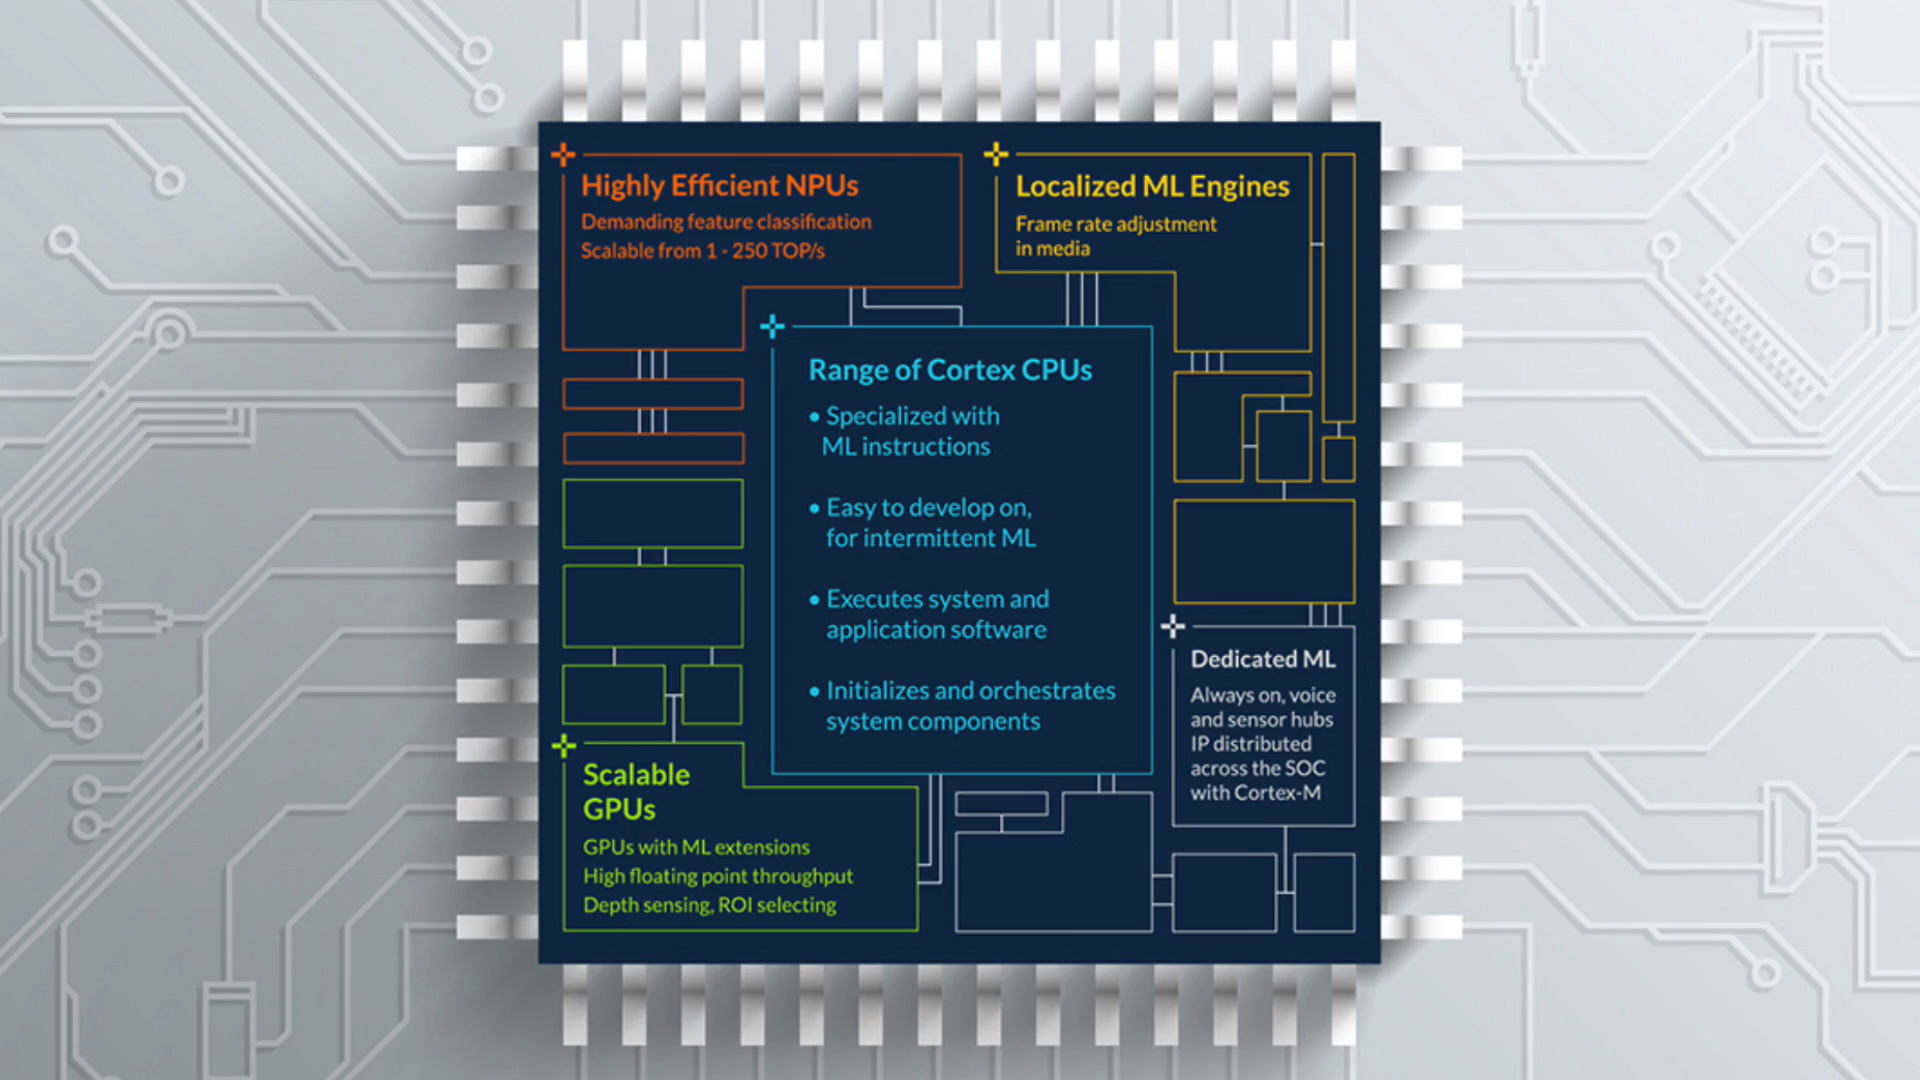 Highly Efficient NPUs
Demanding feature classification
Scalable from 1 - 250 TOP/s
Localized ML Engines
Frame rate adjustment
in media
Range of Cortex CPUs
• Specialized with
ML instructions
• Easy to develop on,
for intermittent ML
• Executes system and
application software
• Initializes and orchestrates
system components
Dedicated ML
Always on, voice
and sensor hubs
IP distributed
across the SOC
with Cortex-M
Scalable
GPUs
GPUs with ML extensions
High floating point throughput
Depth sensing, ROI selecting